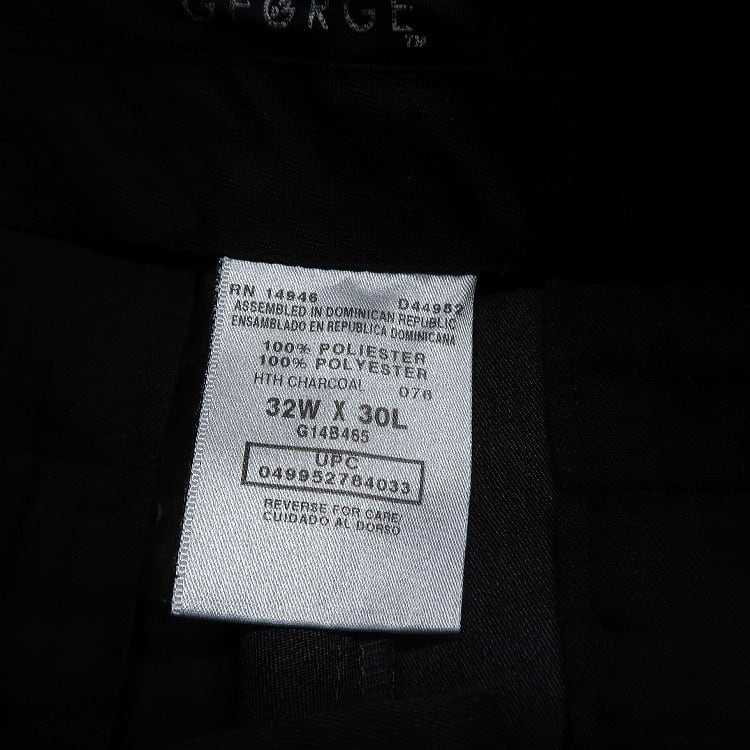 GEORGE
TM
RN 14946 D44952
ASSEMBLED IN DOMINICAN REPUBLIC
ENSAMBLADO EN REPUBLICA DOMINICANA
100% POLIESTER
100% POLYESTER
HTH CHARCOAL 076
32W X 30L
G14B465
UPC
049952784033
REVERSE FOR CARE
CUIDADO AL DORSO